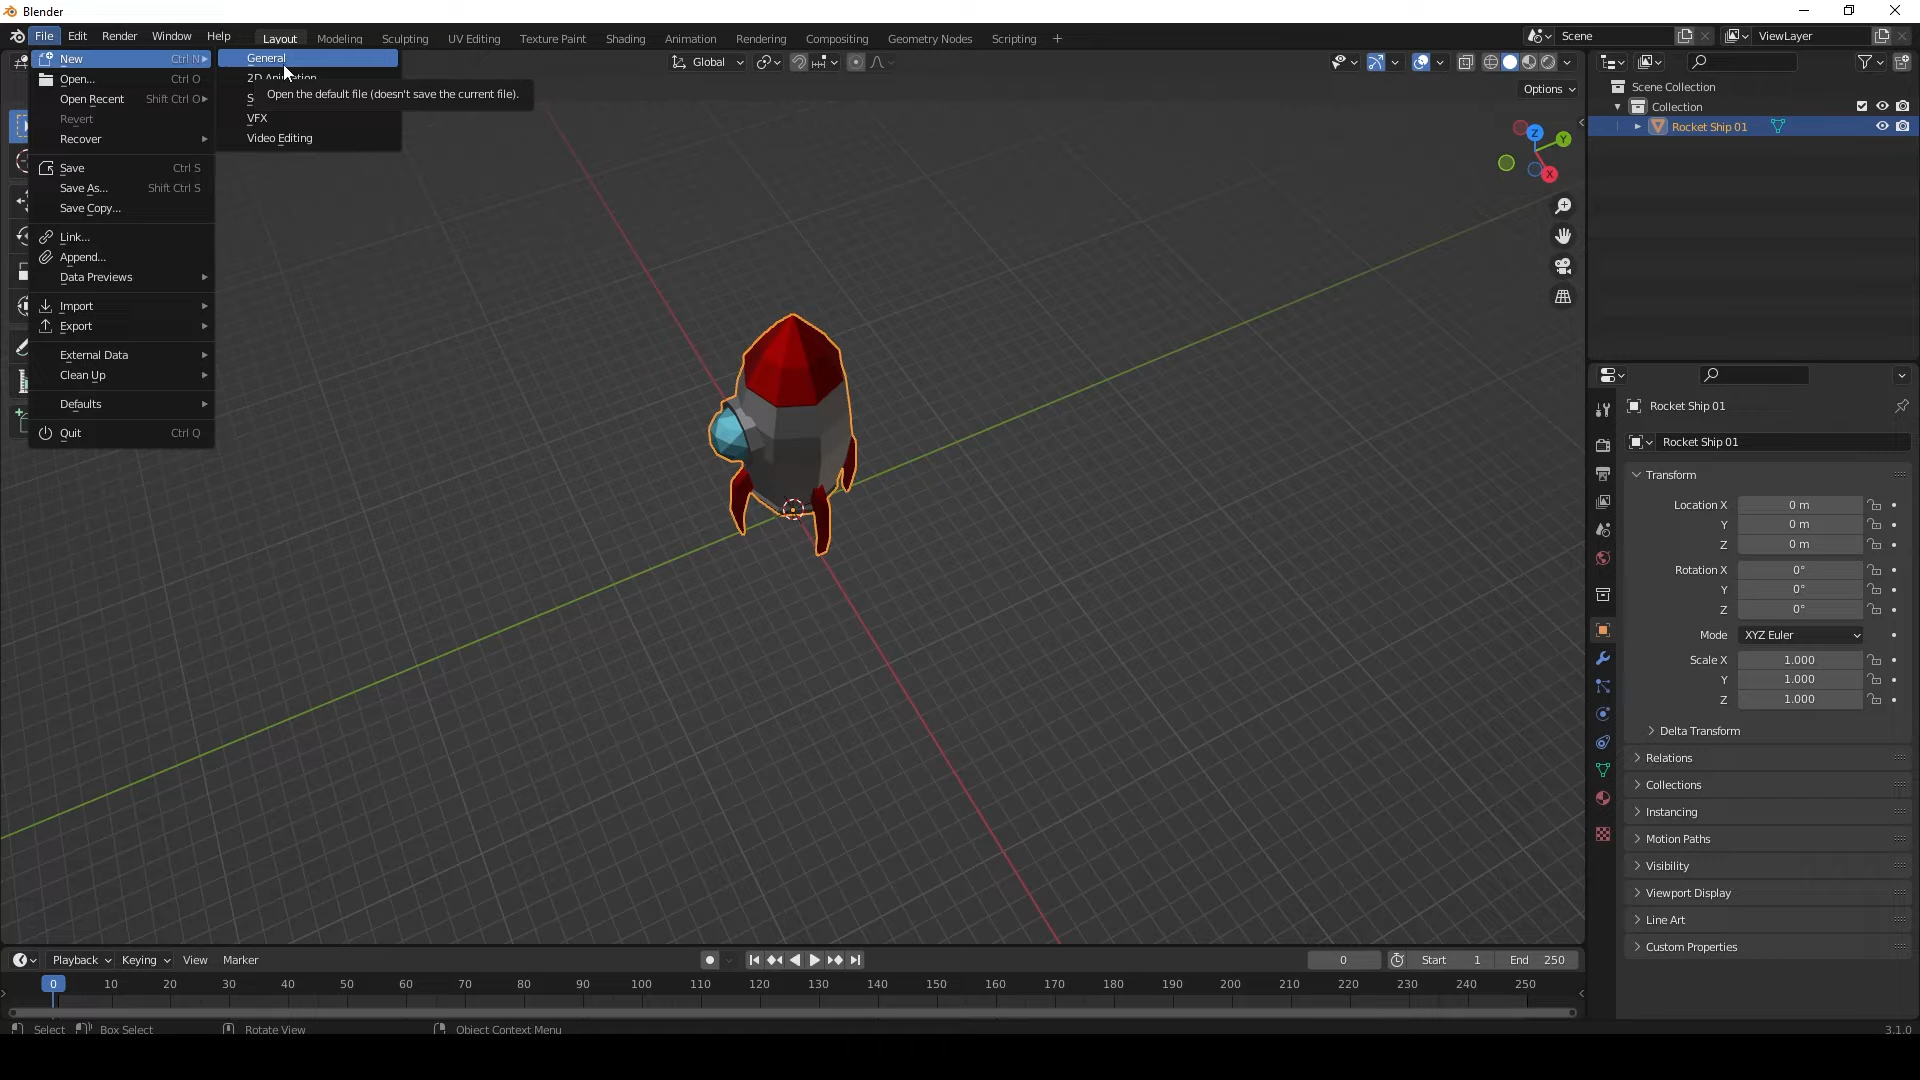 Blender
File Edit Render Window Help Layout Modeling Sculpting UV Editing Texture Paint Shading Animation Rendering Compositing Geometry Nodes Scripting + Scene ViewLayer
New Ctrl N
Open... Ctrl O
Open Recent Shift Ctrl O
Revert
Recover
Save Ctrl S
Save As... Shift Ctrl S
Save Copy...
Link...
Append...
Data Previews
Import
Export
External Data
Clean Up
Defaults
Quit Ctrl Q
General
2D Animation
S
Open the default file (doesn't save the current file).
VFX
Video Editing
Global
Options
Z
Y
X
Scene Collection
Collection
Rocket Ship 01
Rocket Ship 01
Rocket Ship 01
Transform
Location X 0 m
Y 0 m
Z 0 m
Rotation X 0°
Y 0°
Z 0°
Mode XYZ Euler
Scale X 1.000
Y 1.000
Z 1.000
Delta Transform
Relations
Collections
Instancing
Motion Paths
Visibility
Viewport Display
Line Art
Custom Properties
Playback Keying View Marker 0 Start 1 End 250
0 10 20 30 40 50 60 70 80 90 100 110 120 130 140 150 160 170 180 190 200 210 220 230 240 250
Select Box Select Rotate View Object Context Menu 3.1.0